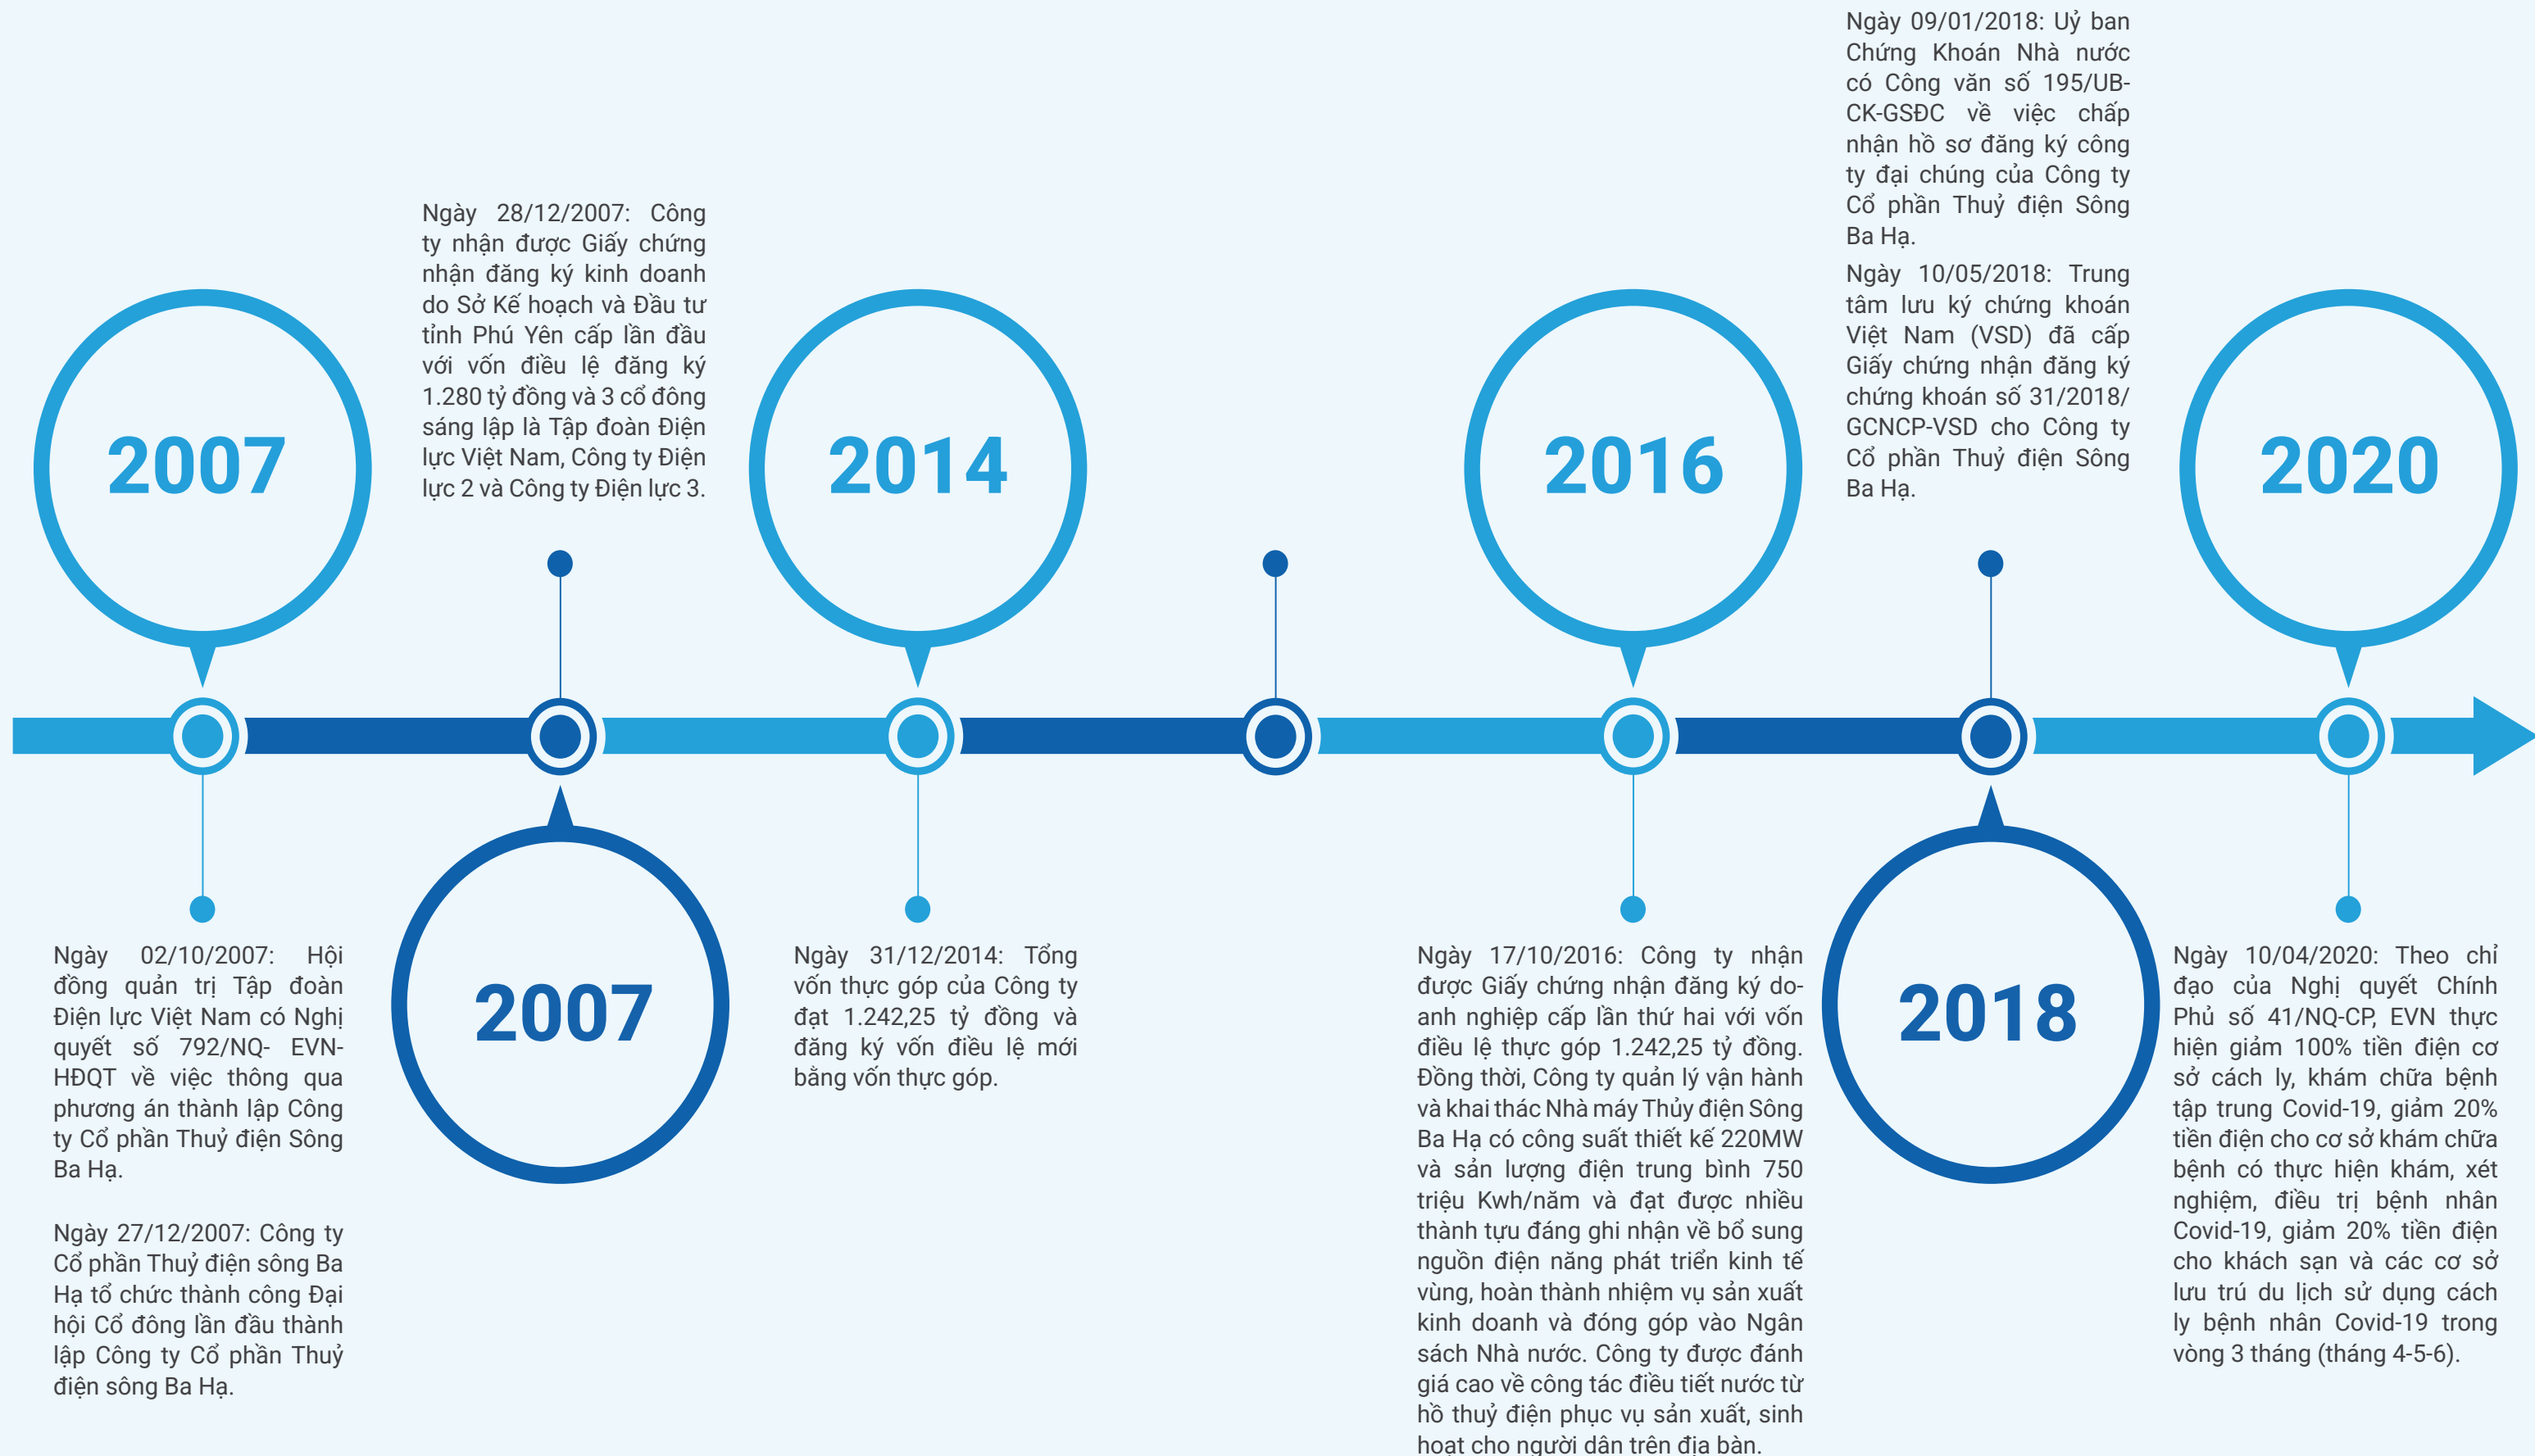 2007
Ngày 02/10/2007: Hội
đồng quản trị Tập đoàn
Điện lực Việt Nam có Nghị
quyết số 792/NQ- EVN-
HĐQT về việc thông qua
phương án thành lập Công
ty Cổ phần Thuỷ điện Sông
Ba Hạ.
Ngày 27/12/2007: Công ty
Cổ phần Thuỷ điện sông Ba
Hạ tổ chức thành công Đại
hội Cổ đông lần đầu thành
lập Công ty Cổ phần Thuỷ
điện sông Ba Hạ.
Ngày 28/12/2007: Công
ty nhận được Giấy chứng
nhận đăng ký kinh doanh
do Sở Kế hoạch và Đầu tư
tỉnh Phú Yên cấp lần đầu
với vốn điều lệ đăng ký
1.280 tỷ đồng và 3 cổ đông
sáng lập là Tập đoàn Điện
lực Việt Nam, Công ty Điện
lực 2 và Công ty Điện lực 3.
2007
2014
Ngày 31/12/2014: Tổng
vốn thực góp của Công ty
đạt 1.242,25 tỷ đồng và
đăng ký vốn điều lệ mới
bằng vốn thực góp.
2016
Ngày 17/10/2016: Công ty nhận
được Giấy chứng nhận đăng ký do-
anh nghiệp cấp lần thứ hai với vốn
điều lệ thực góp 1.242,25 tỷ đồng.
Đồng thời, Công ty quản lý vận hành
và khai thác Nhà máy Thủy điện Sông
Ba Hạ có công suất thiết kế 220MW
và sản lượng điện trung bình 750
triệu Kwh/năm và đạt được nhiều
thành tựu đáng ghi nhận về bổ sung
nguồn điện năng phát triển kinh tế
vùng, hoàn thành nhiệm vụ sản xuất
kinh doanh và đóng góp vào Ngân
sách Nhà nước. Công ty được đánh
giá cao về công tác điều tiết nước từ
hồ thuỷ điện phục vụ sản xuất, sinh
hoạt cho người dân trên địa bàn.
Ngày 09/01/2018: Uỷ ban
Chứng Khoán Nhà nước
có Công văn số 195/UB-
CK-GSĐC về việc chấp
nhận hồ sơ đăng ký công
ty đại chúng của Công ty
Cổ phần Thuỷ điện Sông
Ba Hạ.
Ngày 10/05/2018: Trung
tâm lưu ký chứng khoán
Việt Nam (VSD) đã cấp
Giấy chứng nhận đăng ký
chứng khoán số 31/2018/
GCNCP-VSD cho Công ty
Cổ phần Thuỷ điện Sông
Ba Hạ.
2018
2020
Ngày 10/04/2020: Theo chỉ
đạo của Nghị quyết Chính
Phủ số 41/NQ-CP, EVN thực
hiện giảm 100% tiền điện cơ
sở cách ly, khám chữa bệnh
tập trung Covid-19, giảm 20%
tiền điện cho cơ sở khám chữa
bệnh có thực hiện khám, xét
nghiệm, điều trị bệnh nhân
Covid-19, giảm 20% tiền điện
cho khách sạn và các cơ sở
lưu trú du lịch sử dụng cách
ly bệnh nhân Covid-19 trong
vòng 3 tháng (tháng 4-5-6).